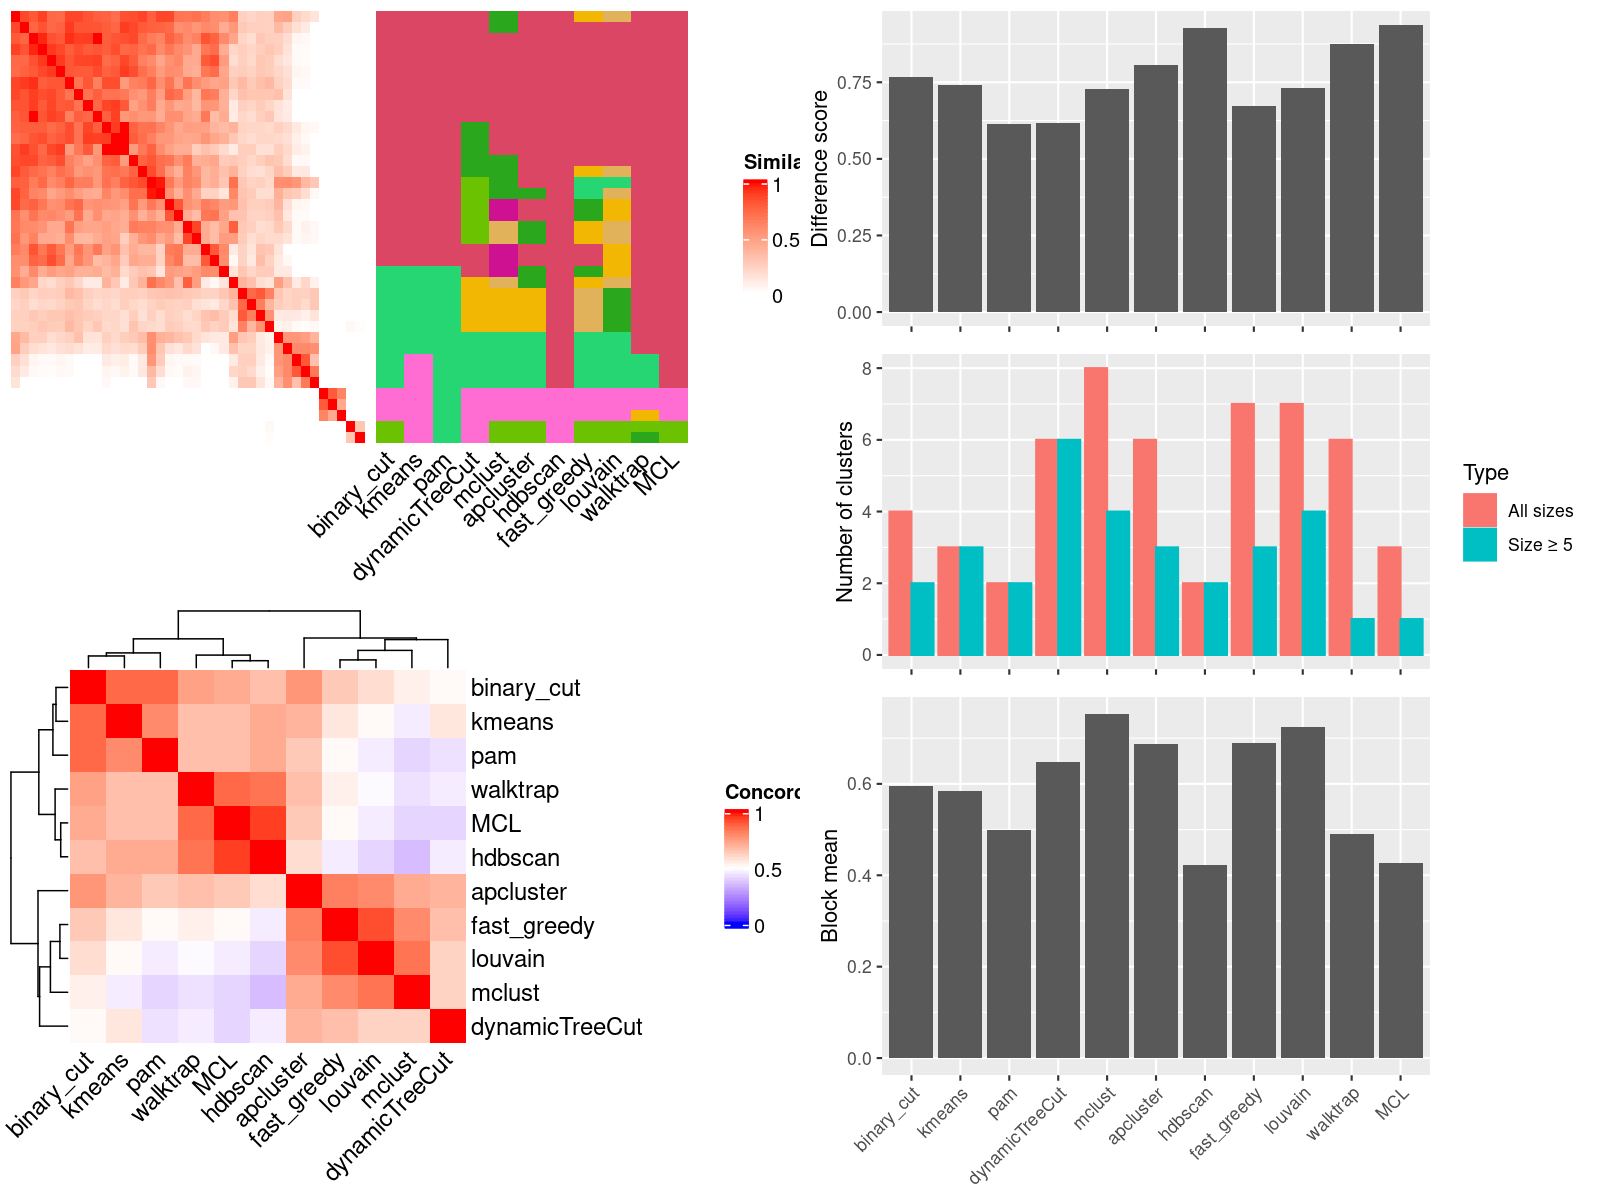 Simila
1
0.5
0
binary_cut
kmeans
pam
dynamicTreeCut
mclust
apcluster
hdbscan
fast_greedy
louvain
walktrap
MCL
binary_cut
kmeans
pam
walktrap
MCL
hdbscan
apcluster
fast_greedy
louvain
mclust
dynamicTreeCut
binary_cut
kmeans
pam
walktrap
MCL
hdbscan
apcluster
fast_greedy
louvain
mclust
dynamicTreeCut
Concord
1
0.5
0
Difference score
0.75
0.50
0.25
0.00
Number of clusters
8
6
4
2
0
Type
All sizes
Size ≥ 5
Block mean
0.6
0.4
0.2
0.0
binary_cut
kmeans
pam
dynamicTreeCut
mclust
apcluster
hdbscan
fast_greedy
louvain
walktrap
MCL